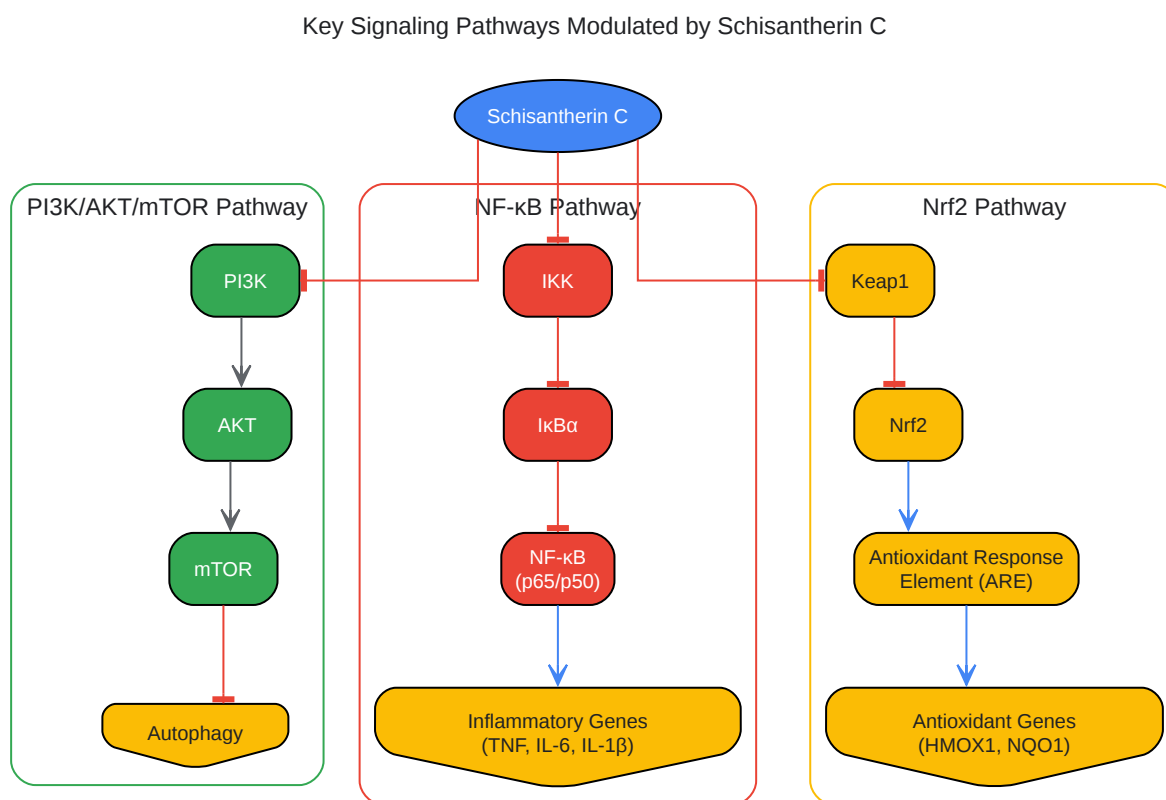 Key Signaling Pathways Modulated by Schisantherin C
Schisantherin C
PI3K/AKT/mTOR Pathway
PI3K
AKT
mTOR
Autophagy
NF-κB Pathway
IKK
IκBα
NF-κB
(p65/p50)
Inflammatory Genes
(TNF, IL-6, IL-1β)
Nrf2 Pathway
Keap1
Nrf2
Antioxidant Response
Element (ARE)
Antioxidant Genes
(HMOX1, NQO1)